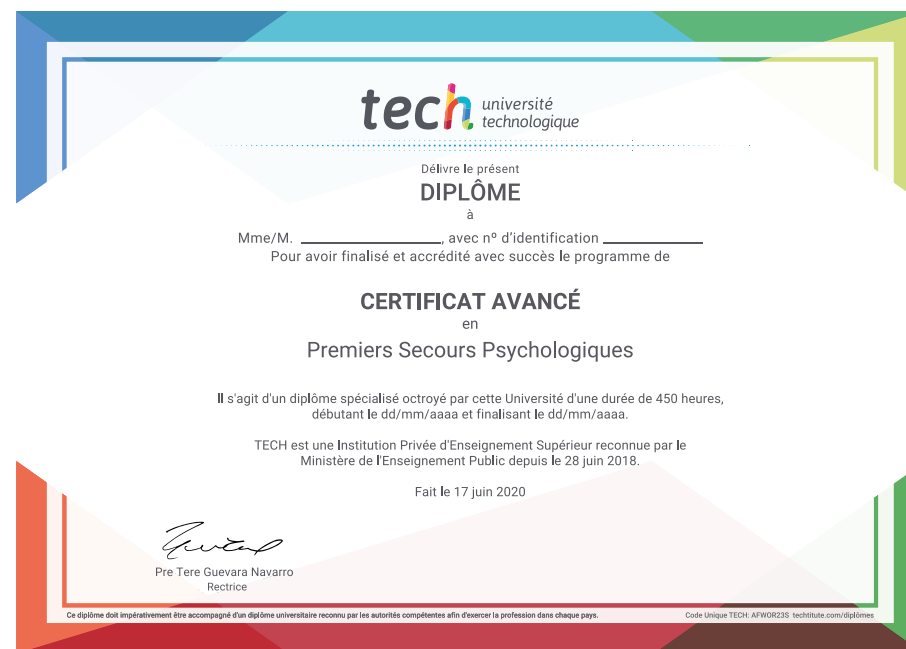 tech université
technologique
Délivre le présent
DIPLÔME
à
Mme/M. ____________________, avec nº d'identification ______________
Pour avoir finalisé et accrédité avec succès le programme de
CERTIFICAT AVANCÉ
en
Premiers Secours Psychologiques
Il s'agit d'un diplôme spécialisé octroyé par cette Université d'une durée de 450 heures,
débutant le dd/mm/aaaa et finalisant le dd/mm/aaaa.
TECH est une Institution Privée d'Enseignement Supérieur reconnue par le
Ministère de l'Enseignement Public depuis le 28 juin 2018.
Fait le 17 juin 2020
Pre Tere Guevara Navarro
Rectrice
Ce diplôme doit impérativement être accompagné d'un diplôme universitaire reconnu par les autorités compétentes afin d'exercer la profession dans chaque pays.
Code Unique TECH: AFWOR23S techtitute.com/diplômes